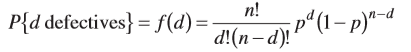 P{d defectives} = f(d) = n! / d!(n – d)! p^d (1 – p)^{n–d}